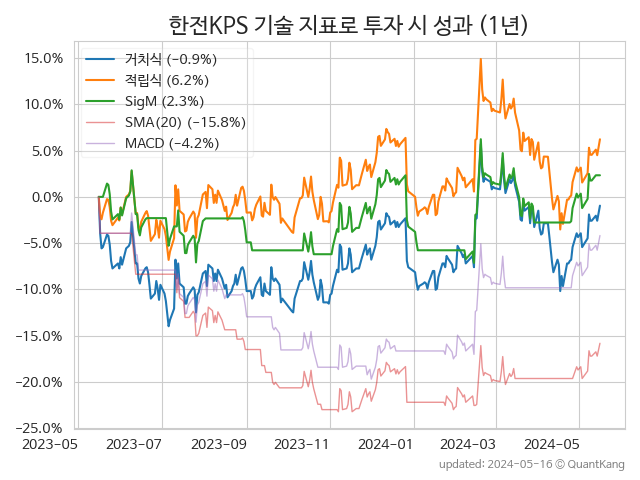 한전KPS 기술 지표로 투자 시 성과 (1년)
거치식 (−0.9%)
적립식 (6.2%)
SigM (2.3%)
SMA(20) (−15.8%)
MACD (−4.2%)
15.0%
10.0%
5.0%
0.0%
−5.0%
−10.0%
−15.0%
−20.0%
−25.0%
2023−05 2023−07 2023−09 2023−11 2024−01 2024−03 2024−05
updated: 2024-05-16 ⓒ QuantKang